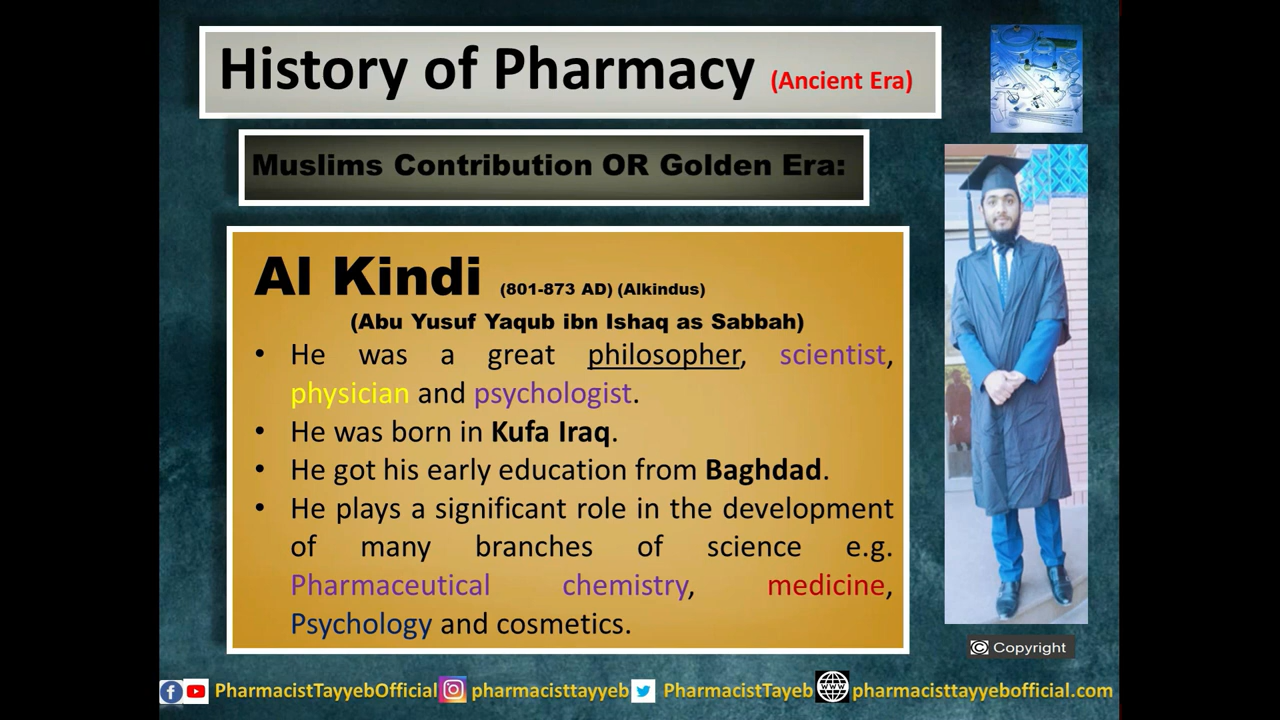 History of Pharmacy (Ancient Era)
Muslims Contribution OR Golden Era:
Al Kindi (801-873 AD) (Alkindus)
(Abu Yusuf Yaqub ibn Ishaq as Sabbah)
• He was a great philosopher, scientist,
physician and psychologist.
• He was born in Kufa Iraq.
• He got his early education from Baghdad.
• He plays a significant role in the development
of many branches of science e.g.
Pharmaceutical chemistry, medicine,
Psychology and cosmetics.
© Copyright
PharmacistTayyebOfficial pharmacisttayyeb PharmacistTayeb pharmacisttayyebofficial.com